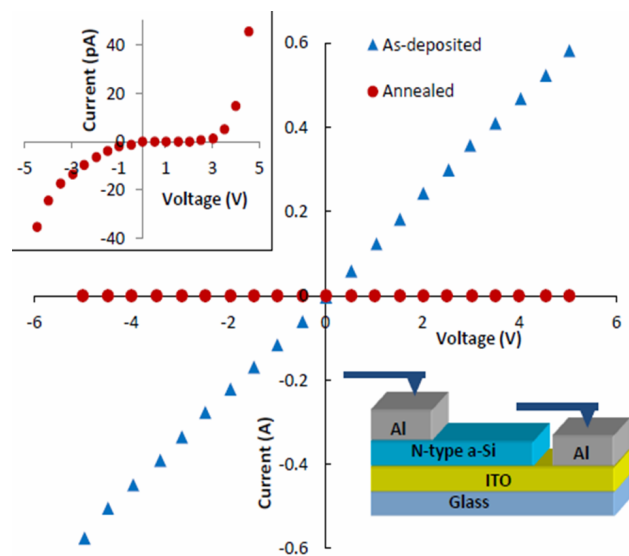 Current (pA)
40
20
0
-20
-40
-5
-3
-1
1
3
5
Voltage (V)
As-deposited
Annealed
0.6
0.4
0.2
0
-0.2
-0.4
-0.6
-6
-4
-2
2
4
6
Voltage (V)
Current (A)
Al
N-type a-Si
Al
ITO
Glass